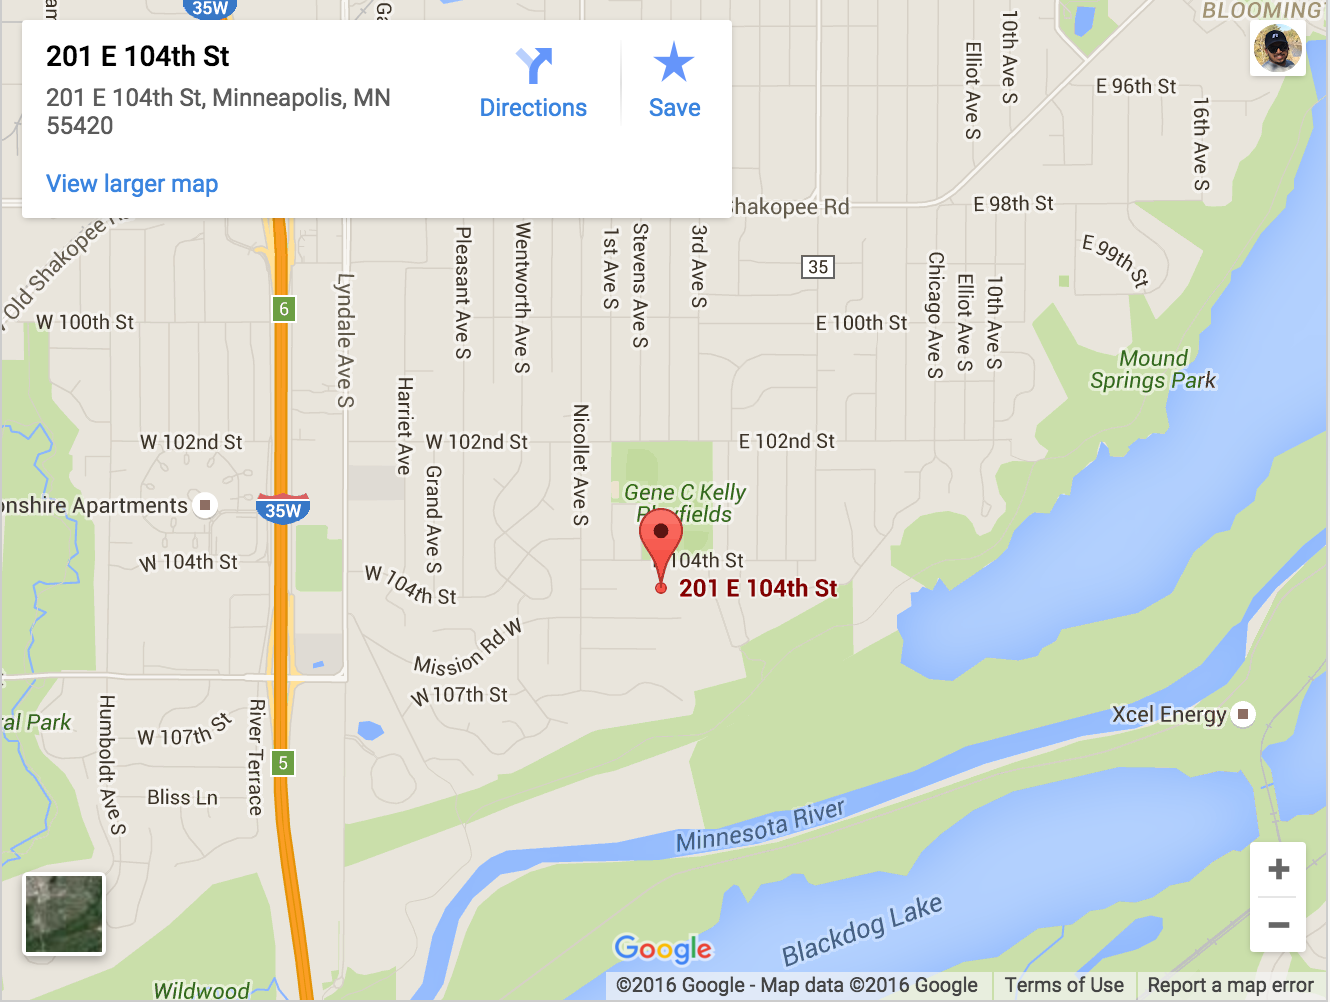 35W
BLOOMING
201 E 104th St
201 E 104th St, Minneapolis, MN
55420
View larger map
Directions
Save
10th Ave S
Elliot Ave S
E 96th St
16th Ave S
Shakopee Rd
E 98th St
E 99th St
Old Shakopee
35
6
W 100th St
Lyndale Ave S
Pleasant Ave S
Wentworth Ave S
1st Ave S
Stevens Ave S
3rd Ave S
E 100th St
Chicago Ave S
Elliot Ave S
10th Ave S
Mound
Springs Park
Harriet Ave
W 102nd St
W 102nd St
Nicollet Ave S
E 102nd St
Grand Ave S
Gene C Kelly
Playfields
onshire Apartments
35W
W 104th St
W 104th St
104th St
201 E 104th St
Mission Rd W
W 107th St
Xcel Energy
al Park
Humboldt Ave S
W 107th St
River Terrace
5
Bliss Ln
Minnesota River
Blackdog Lake
Wildwood
Google
+
−
©2016 Google - Map data ©2016 Google
Terms of Use
Report a map error